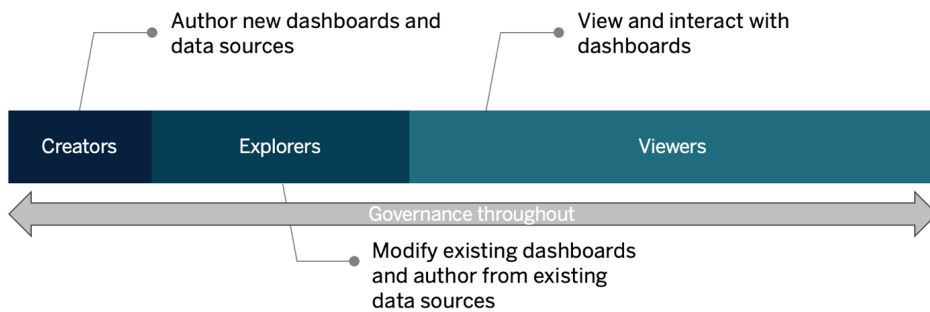 Author new dashboards and
data sources
View and interact with
dashboards
Creators
Explorers
Viewers
Governance throughout
Modify existing dashboards
and author from existing
data sources